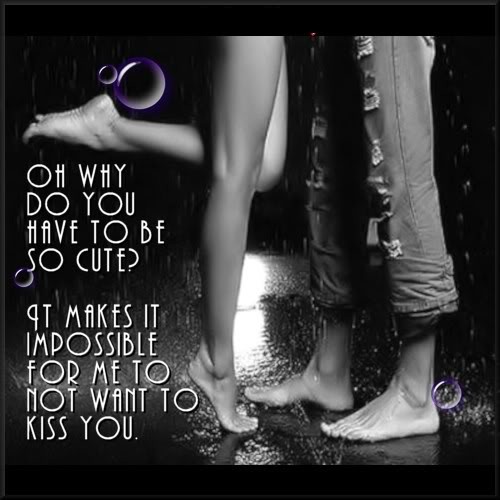 OH WHY
DO YOU
HAVE TO BE
SO CUTE?
IT MAKES IT
IMPOSSIBLE
FOR ME TO
NOT WANT TO
KISS YOU.